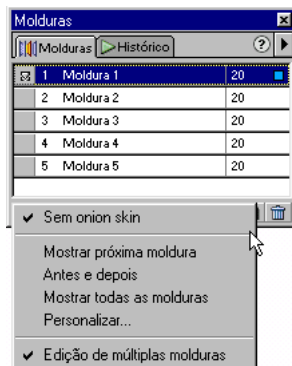 Molduras
Molduras Histórico ?
1 Moldura 1 20
2 Moldura 2 20
3 Moldura 3 20
4 Moldura 4 20
5 Moldura 5 20
Sem onion skin
Mostrar próxima moldura
Antes e depois
Mostrar todas as molduras
Personalizar...
Edição de múltiplas molduras